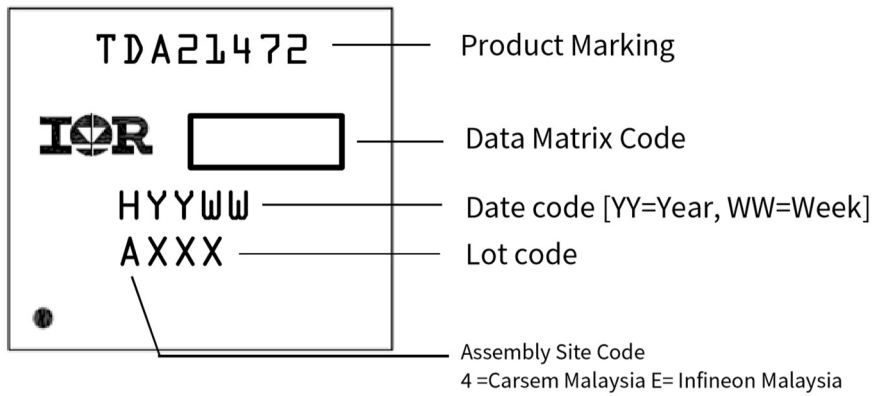 TDA21472
Product Marking
IOR
Data Matrix Code
HYYWW
Date code [YY=Year, WW=Week]
AXXX
Lot code
Assembly Site Code
4 =Carsem Malaysia E= Infineon Malaysia